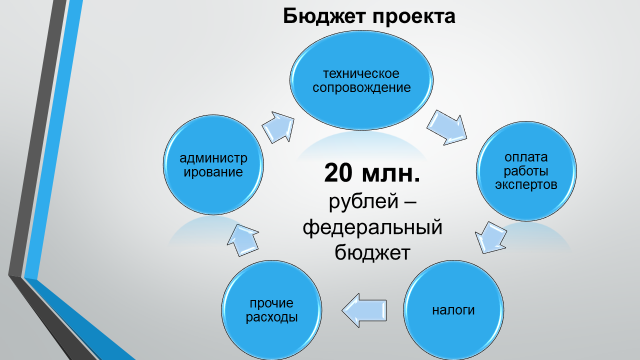 Бюджет проекта
техническое
сопровождение
оплата
работы
экспертов
налоги
прочие
расходы
администр
ирование
20 млн.
рублей –
федеральный
бюджет